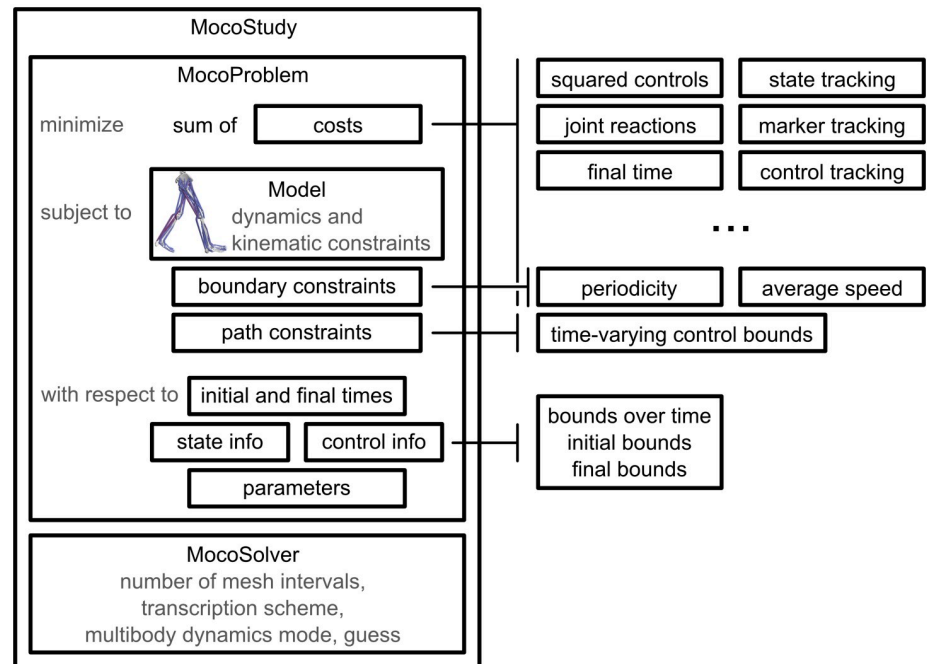 MocoStudy
MocoProblem
minimize sum of costs
subject to
Model
dynamics and
kinematic constraints
boundary constraints
path constraints
with respect to initial and final times
state info control info
parameters
MocoSolver
number of mesh intervals,
transcription scheme,
multibody dynamics mode, guess
squared controls state tracking
joint reactions marker tracking
final time control tracking
...
periodicity average speed
time-varying control bounds
bounds over time
initial bounds
final bounds